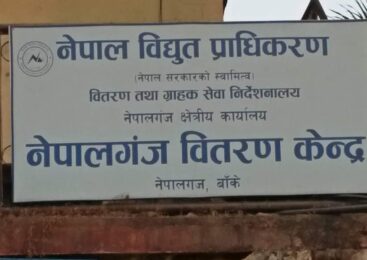 नेपाल विद्युत प्राधिकरण
(नेपाल सरकारको स्वामित्व)
वितरण तथा ग्राहक सेवा निर्देशनालय
नेपालगंज क्षेत्रीय कार्यालय
नेपालगंज वितरण केन्द्र
नेपालगंज, बाँके